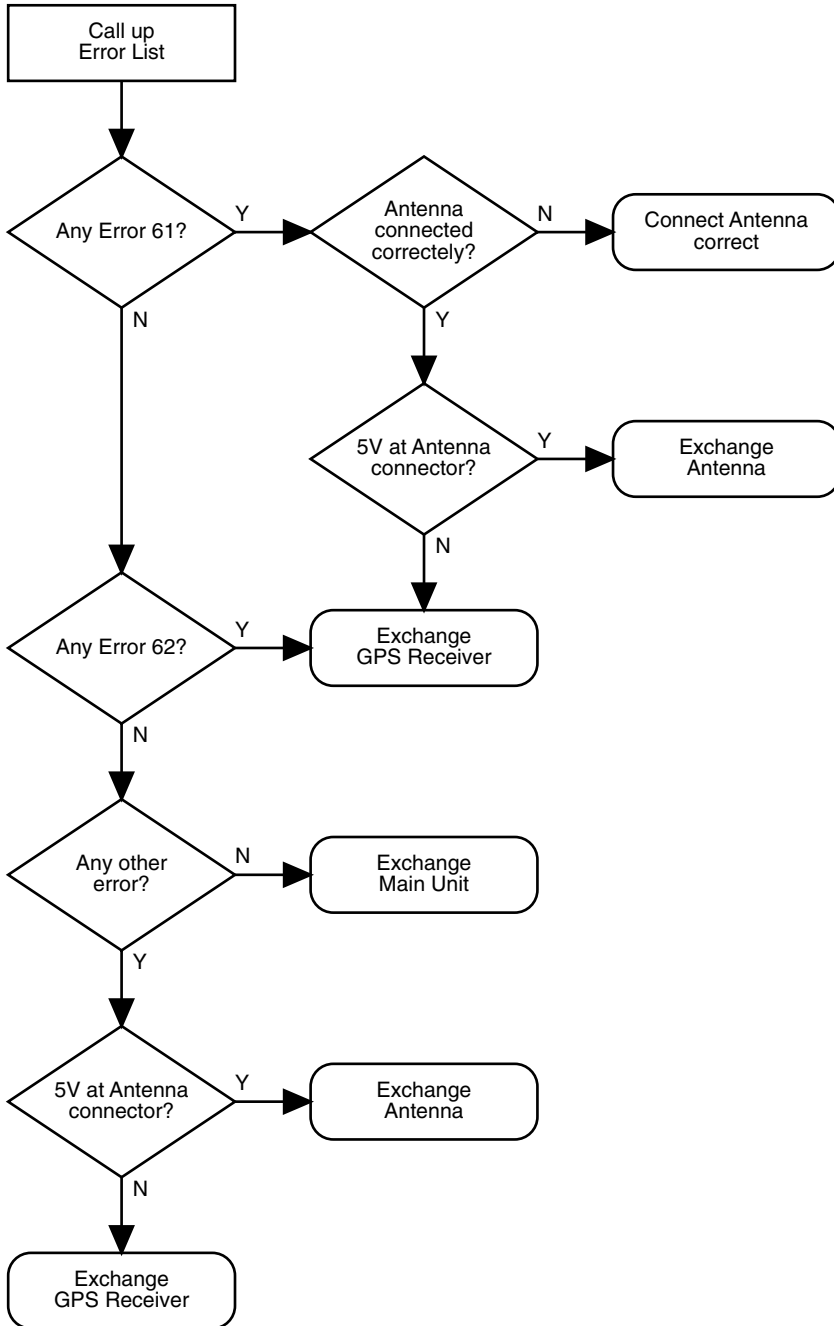 Call up
Error List
Any Error 61?
Y
Antenna
connected
correctely?
N
Connect Antenna
correct
N
Y
5V at Antenna
connector?
Y
Exchange
Antenna
N
Any Error 62?
Y
Exchange
GPS Receiver
N
Any other
error?
N
Exchange
Main Unit
Y
5V at Antenna
connector?
Y
Exchange
Antenna
N
Exchange
GPS Receiver